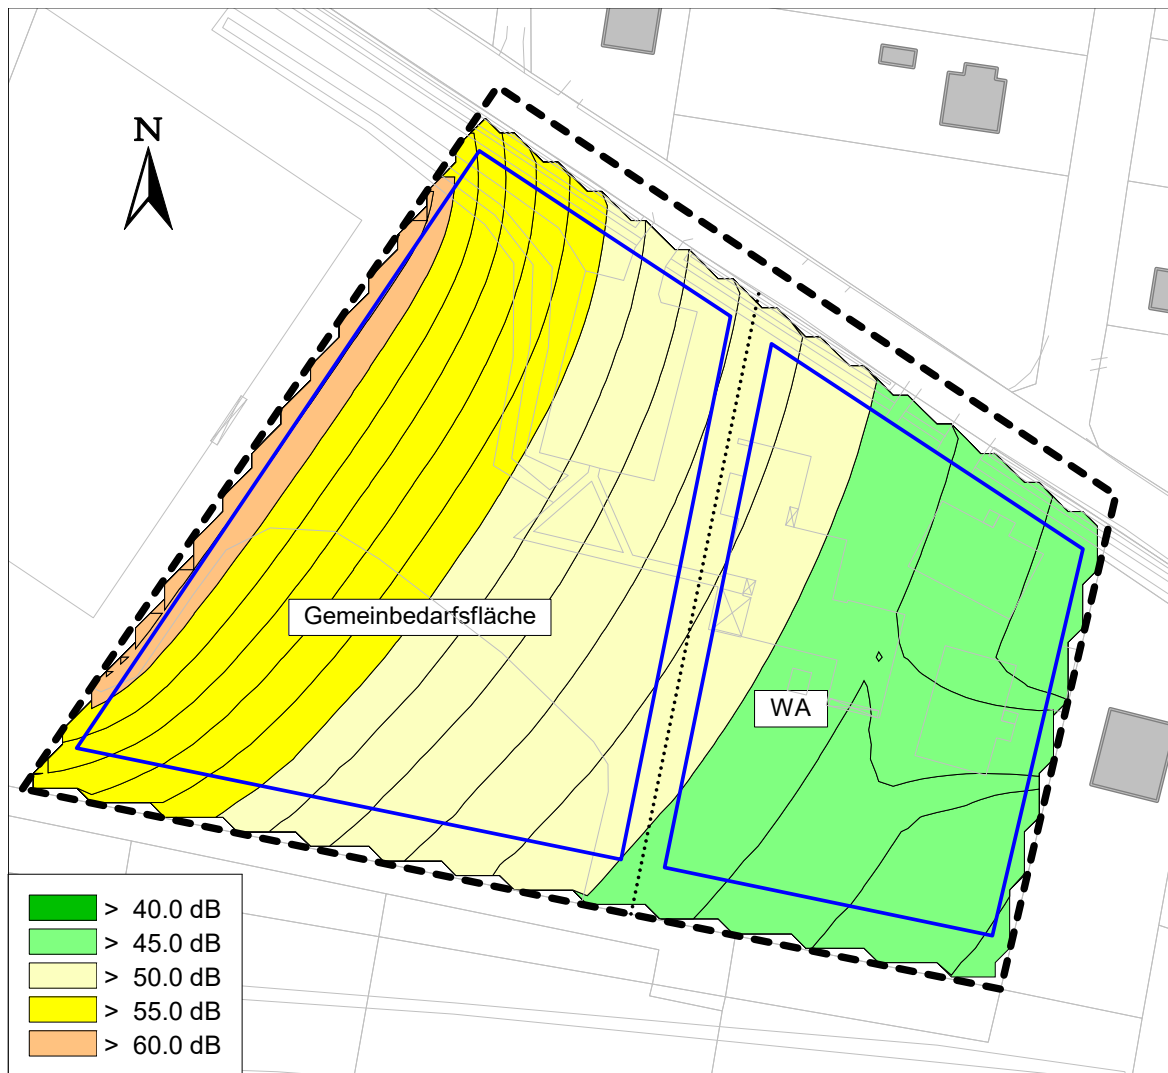 N
Gemeinbedarfsfläche
WA
> 40.0 dB
> 45.0 dB
> 50.0 dB
> 55.0 dB
> 60.0 dB